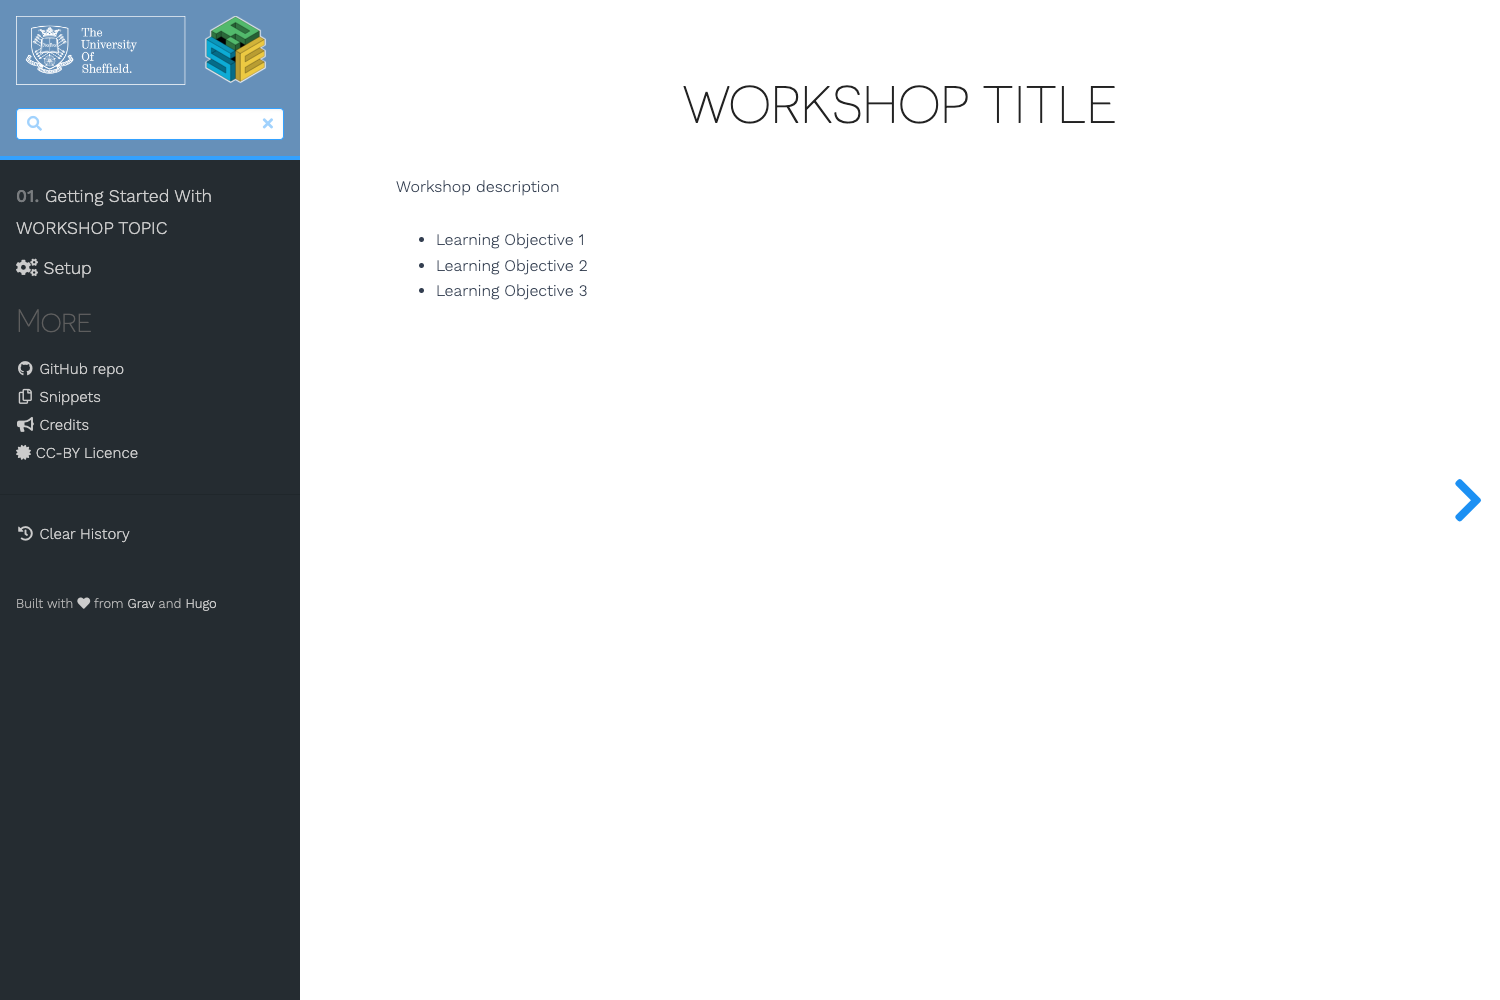 The
University
Of
Sheffield.
01. Getting Started With
WORKSHOP TOPIC
Setup
MORE
GitHub repo
Snippets
Credits
CC-BY Licence
Clear History
Built with from Grav and Hugo
WORKSHOP TITLE
Workshop description
Learning Objective 1
Learning Objective 2
Learning Objective 3